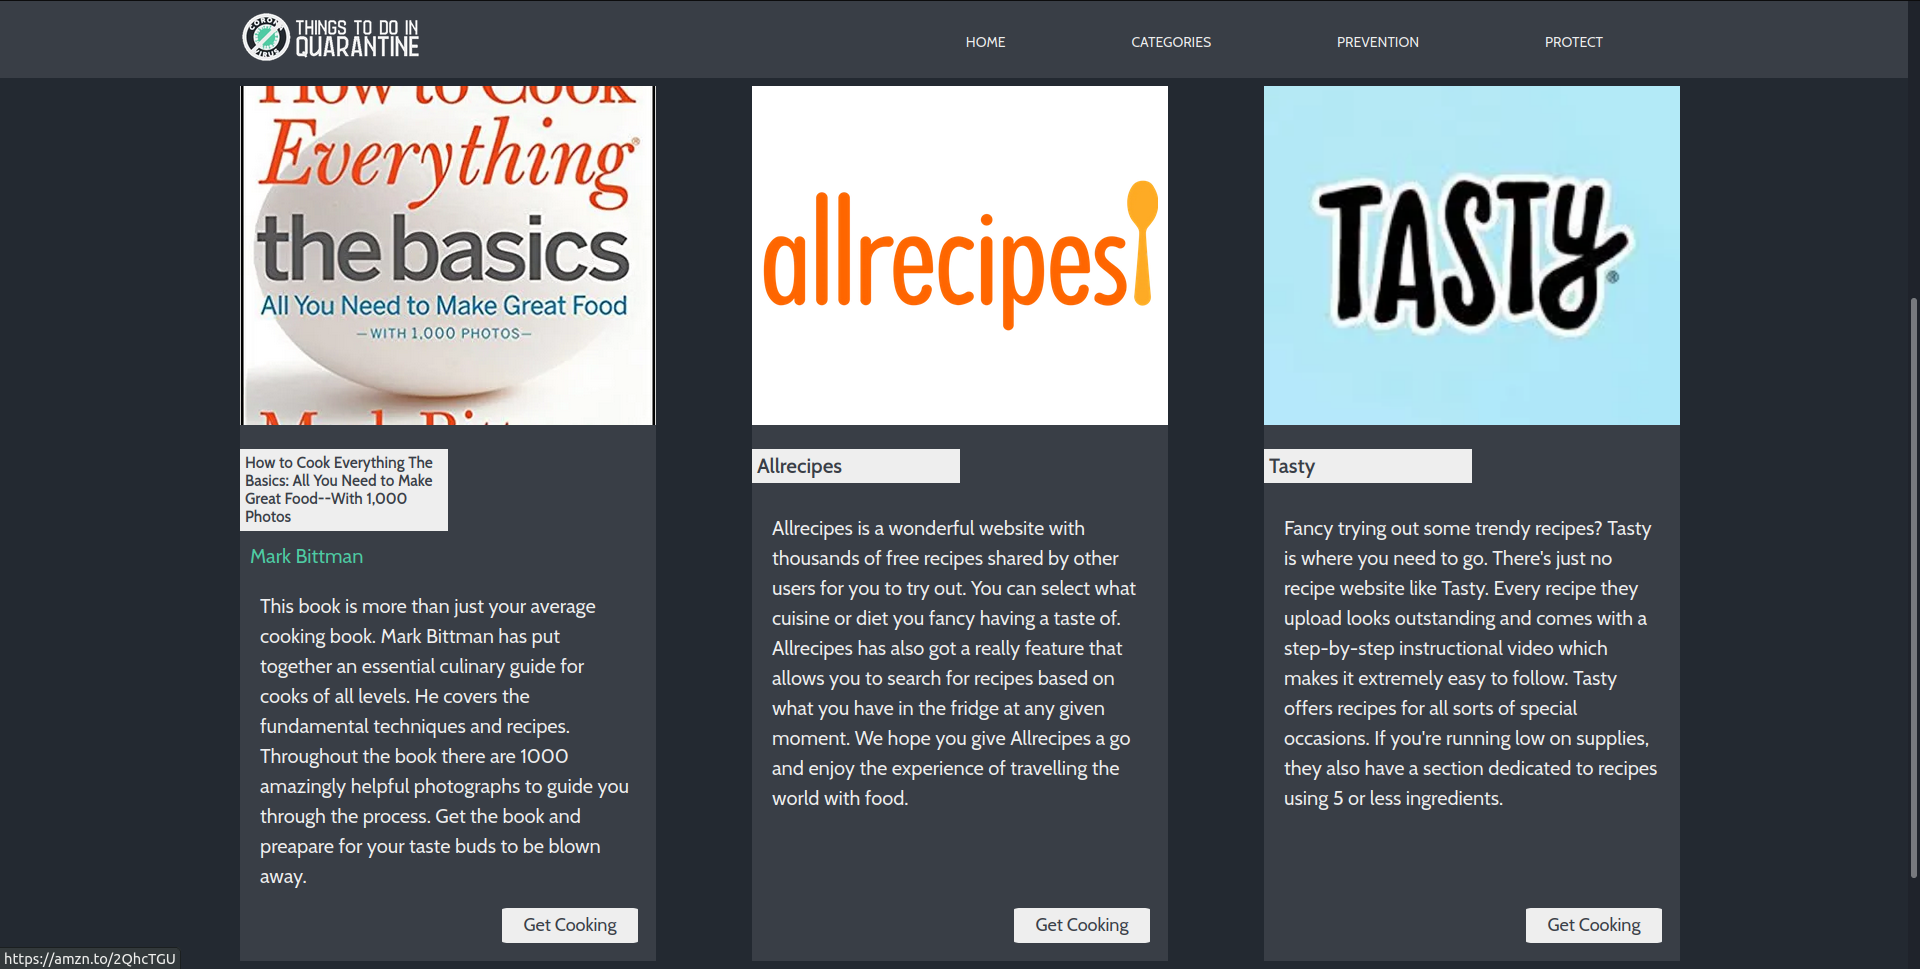 CORONA
VIRUS
THINGS TO DO IN
QUARANTINE
HOME
CATEGORIES
PREVENTION
PROTECT
How to Cook
Everything®
the basics
All You Need to Make Great Food
—WITH 1,000 PHOTOS—
How to Cook Everything The
Basics: All You Need to Make
Great Food--With 1,000
Photos
Mark Bittman
This book is more than just your average
cooking book. Mark Bittman has put
together an essential culinary guide for
cooks of all levels. He covers the
fundamental techniques and recipes.
Throughout the book there are 1000
amazingly helpful photographs to guide you
through the process. Get the book and
preapare for your taste buds to be blown
away.
Get Cooking
allrecipes
Allrecipes
Allrecipes is a wonderful website with
thousands of free recipes shared by other
users for you to try out. You can select what
cuisine or diet you fancy having a taste of.
Allrecipes has also got a really feature that
allows you to search for recipes based on
what you have in the fridge at any given
moment. We hope you give Allrecipes a go
and enjoy the experience of travelling the
world with food.
Get Cooking
TASTY®
Tasty
Fancy trying out some trendy recipes? Tasty
is where you need to go. There's just no
recipe website like Tasty. Every recipe they
upload looks outstanding and comes with a
step-by-step instructional video which
makes it extremely easy to follow. Tasty
offers recipes for all sorts of special
occasions. If you're running low on supplies,
they also have a section dedicated to recipes
using 5 or less ingredients.
Get Cooking
https://amzn.to/2QhcTGU